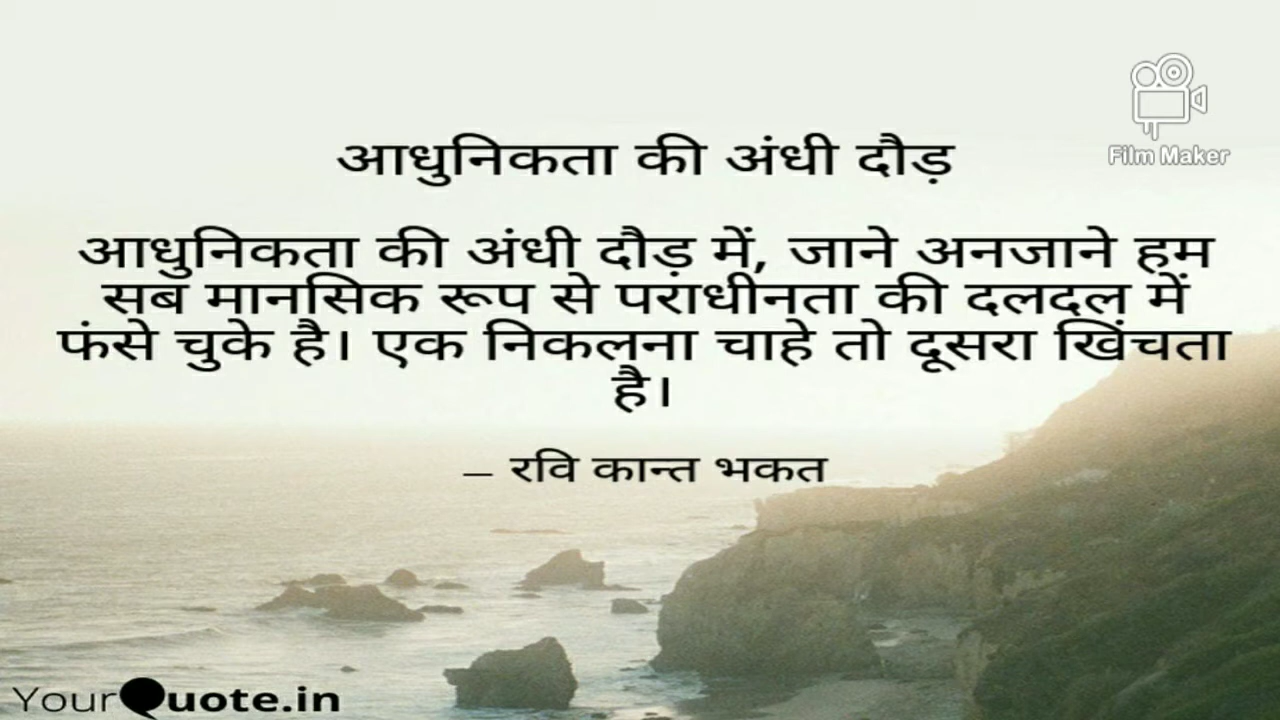 Film Maker
आधुनिकता की अंधी दौड़
आधुनिकता की अंधी दौड़ में, जाने अनजाने हम
सब मानसिक रूप से पराधीनता की दलदल में
फंसे चुके है। एक निकलना चाहे तो दूसरा खिंचता
है।
– रवि कान्त भकत
YourQuote.in